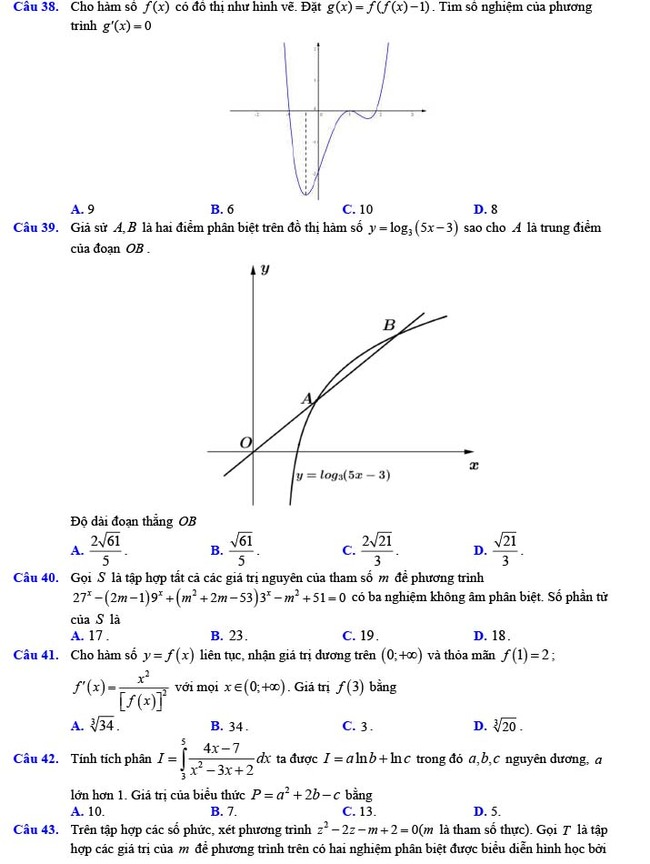 Câu 38. Cho hàm số f(x) có đồ thị như hình vẽ. Đặt g(x) = f(f(x)−1). Tìm số nghiệm của phương
trình g′(x) = 0
A. 9 B. 6 C. 10 D. 8
Câu 39. Giả sử A, B là hai điểm phân biệt trên đồ thị hàm số y = log₃(5x−3) sao cho A là trung điểm
của đoạn OB.
y
B
A
O
x
y = log₃(5x − 3)
Độ dài đoạn thẳng OB
A. 2√61/5. B. √61/5. C. 2√21/3. D. √21/3.
Câu 40. Gọi S là tập hợp tất cả các giá trị nguyên của tham số m để phương trình
27ˣ −(2m−1)9ˣ +(m²+2m−53)3ˣ −m²+51=0 có ba nghiệm không âm phân biệt. Số phần tử
của S là
A. 17. B. 23. C. 19. D. 18.
Câu 41. Cho hàm số y = f(x) liên tục, nhận giá trị dương trên (0;+∞) và thỏa mãn f(1) = 2;
f′(x) = x²/[f(x)]² với mọi x∈(0;+∞). Giá trị f(3) bằng
A. ∛34. B. 34. C. 3. D. ∛20.
Câu 42. Tính tích phân I = ∫₃⁵ (4x−7)/(x²−3x+2) dx ta được I = a ln b + ln c trong đó a,b,c nguyên dương, a
lớn hơn 1. Giá trị của biểu thức P = a² + 2b − c bằng
A. 10. B. 7. C. 13. D. 5.
Câu 43. Trên tập hợp các số phức, xét phương trình z² − 2z − m + 2 = 0 (m là tham số thực). Gọi T là tập
hợp các giá trị của m để phương trình trên có hai nghiệm phân biệt được biểu diễn hình học bởi